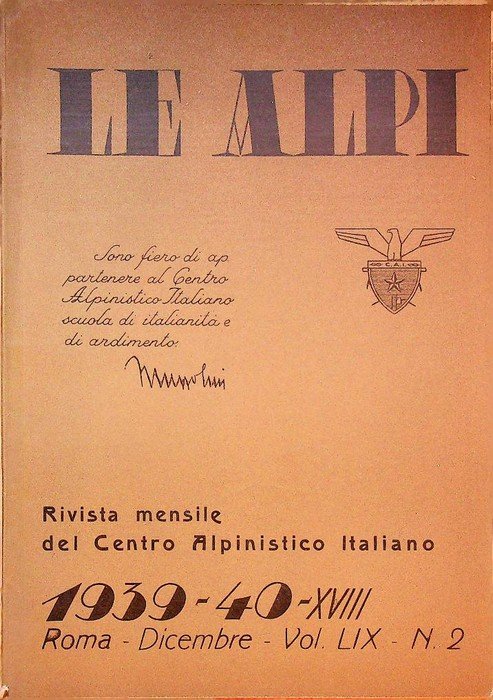 LE ALPI
Sono fiero di ap
partenere al Centro
Alpinistico Italiano
scuola di italianità e
di ardimento.
Mussolini
C.A.I.
Rivista mensile
del Centro Alpinistico Italiano
1939-40-XVIII
Roma - Dicembre - Vol. LIX - N. 2